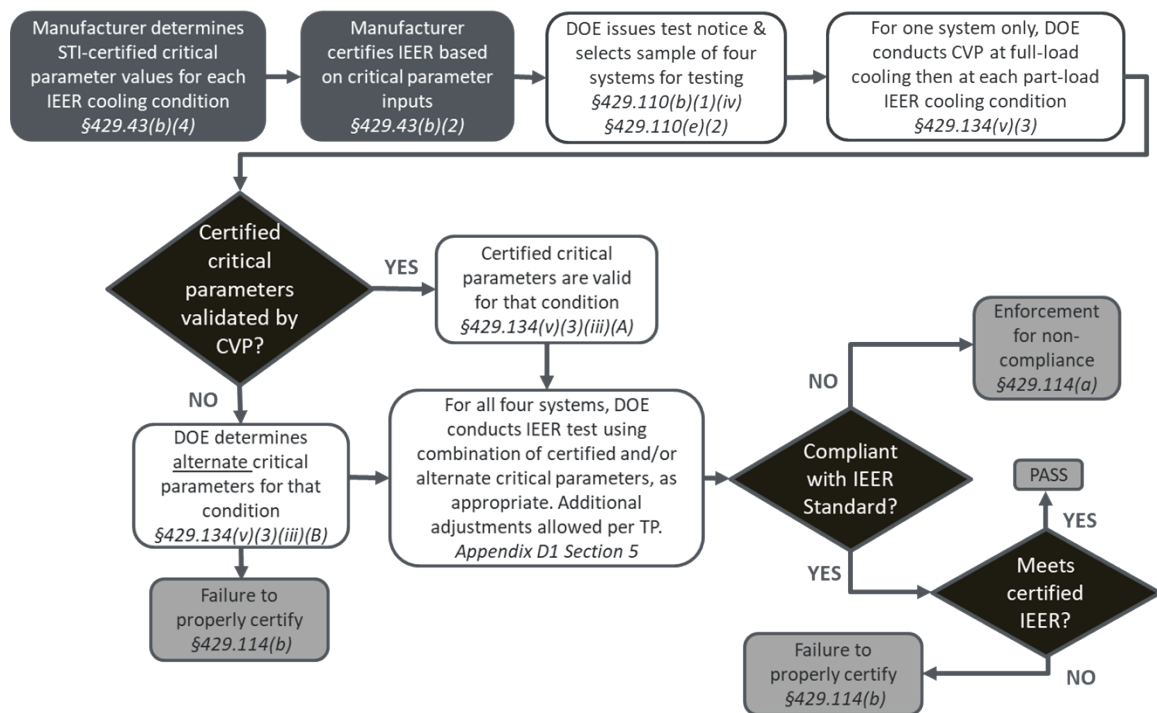 Manufacturer determines
STI-certified critical
parameter values for each
IEER cooling condition
§429.43(b)(4)
Manufacturer
certifies IEER based
on critical parameter
inputs
§429.43(b)(2)
DOE issues test notice &
selects sample of four
systems for testing
§429.110(b)(1)(iv)
§429.110(e)(2)
For one system only, DOE
conducts CVP at full-load
cooling then at each part-load
IEER cooling condition
§429.134(v)(3)
Certified
critical
parameters
validated by
CVP?
YES
Certified critical
parameters are valid
for that condition
§429.134(v)(3)(iii)(A)
NO
DOE determines
alternate critical
parameters for that
condition
§429.134(v)(3)(iii)(B)
Failure to
properly certify
§429.114(b)
For all four systems, DOE
conducts IEER test using
combination of certified and/or
alternate critical parameters, as
appropriate. Additional
adjustments allowed per TP.
Appendix D1 Section 5
Compliant
with IEER
Standard?
NO
Enforcement
for non-
compliance
§429.114(a)
YES
Meets
certified
IEER?
YES
PASS
NO
Failure to
properly certify
§429.114(b)